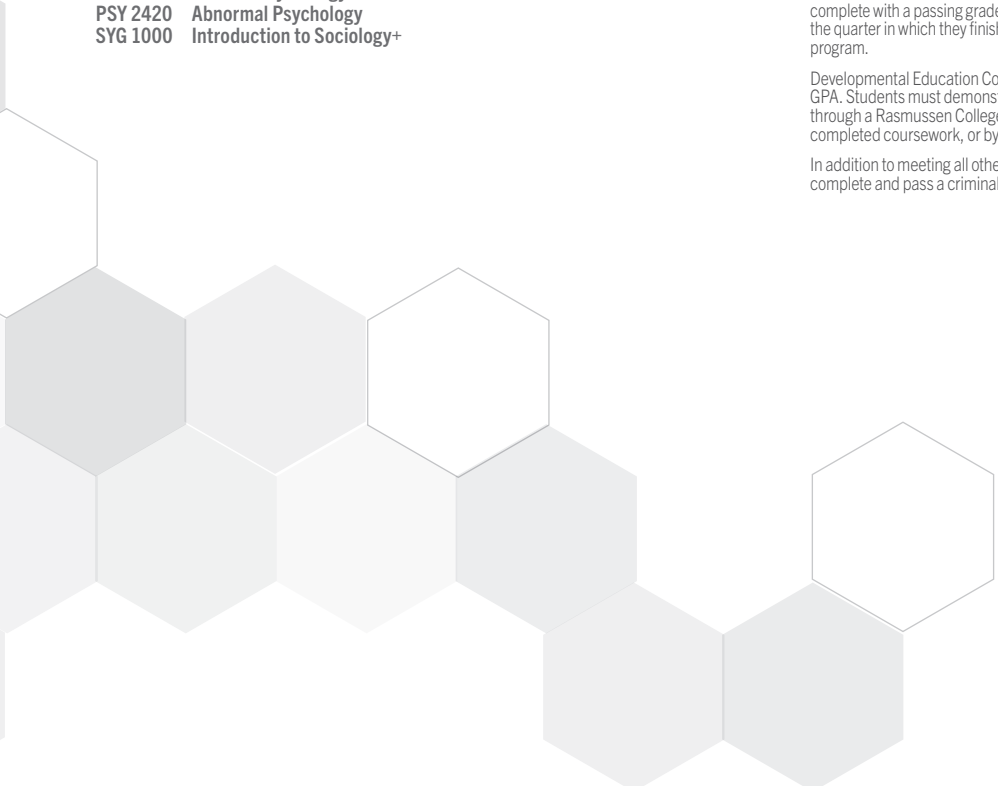 PSY 2420 Abnormal Psychology
SYG 1000 Introduction to Sociology+
complete with a passing grade
the quarter in which they finish
program.
Developmental Education Co
GPA. Students must demonst
through a Rasmussen College
completed coursework, or by
In addition to meeting all othe
complete and pass a criminal